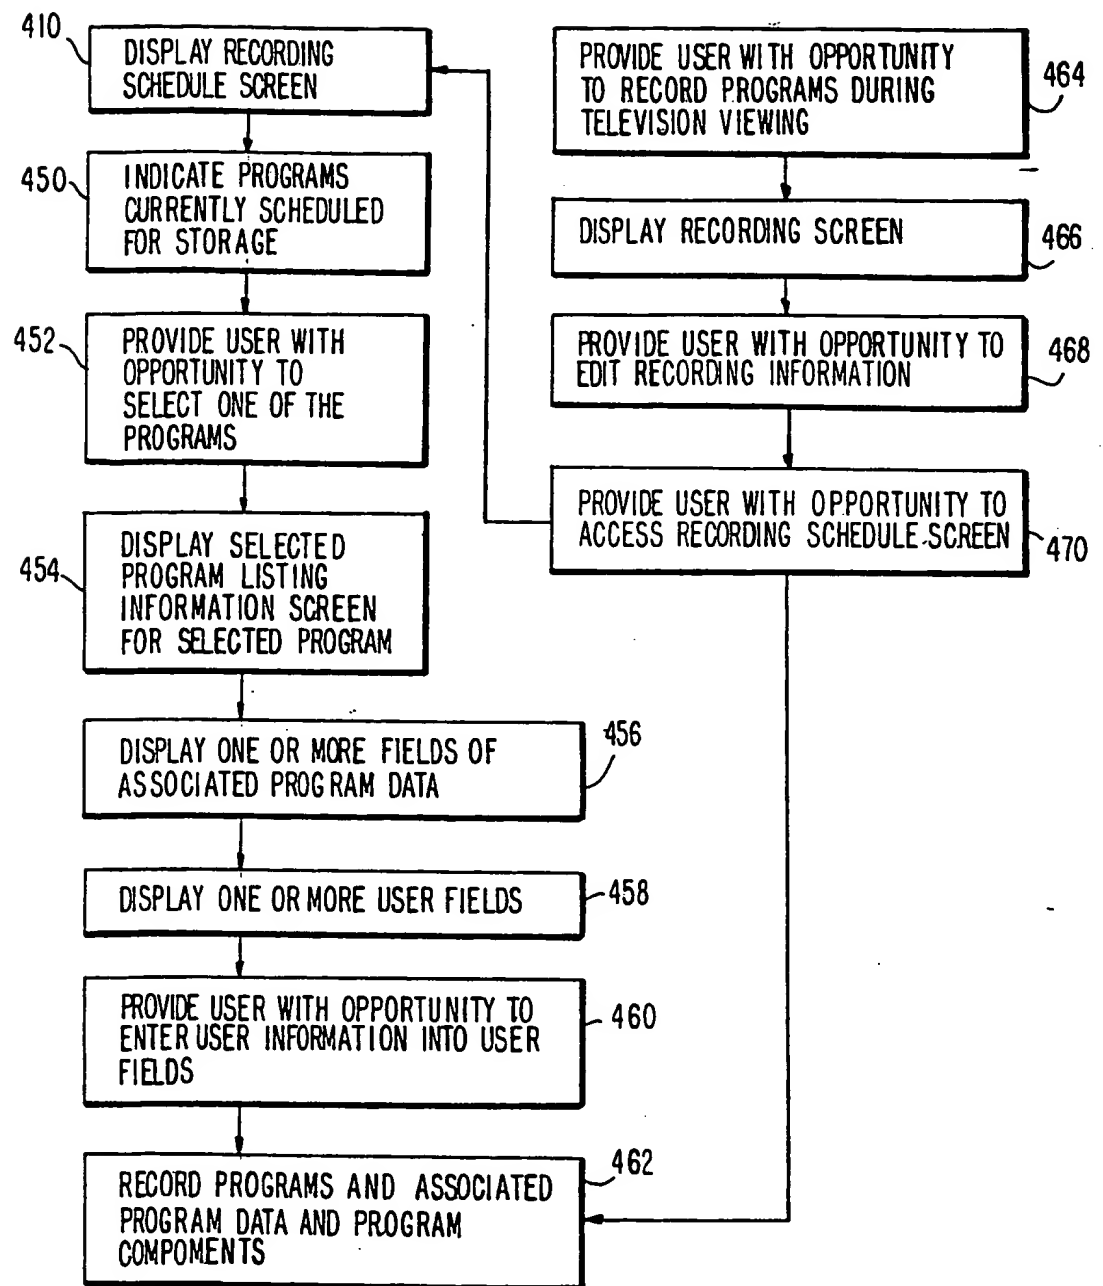 410
DISPLAY RECORDING
SCHEDULE SCREEN
450
INDICATE PROGRAMS
CURRENTLY SCHEDULED
FOR STORAGE
452
PROVIDE USER WITH
OPPORTUNITY TO
SELECT ONE OF THE
PROGRAMS
454
DISPLAY SELECTED
PROGRAM LISTING
INFORMATION SCREEN
FOR SELECTED PROGRAM
456
DISPLAY ONE OR MORE FIELDS OF
ASSOCIATED PROGRAM DATA
458
DISPLAY ONE OR MORE USER FIELDS
460
PROVIDE USER WITH OPPORTUNITY TO
ENTER USER INFORMATION INTO USER
FIELDS
462
RECORD PROGRAMS AND ASSOCIATED
PROGRAM DATA AND PROGRAM
COMPOMENTS
464
PROVIDE USER WITH OPPORTUNITY
TO RECORD PROGRAMS DURING
TELEVISION VIEWING
466
DISPLAY RECORDING SCREEN
468
PROVIDE USER WITH OPPORTUNITY TO
EDIT RECORDING INFORMATION
470
PROVIDE USER WITH OPPORTUNITY TO
ACCESS RECORDING SCHEDULE SCREEN